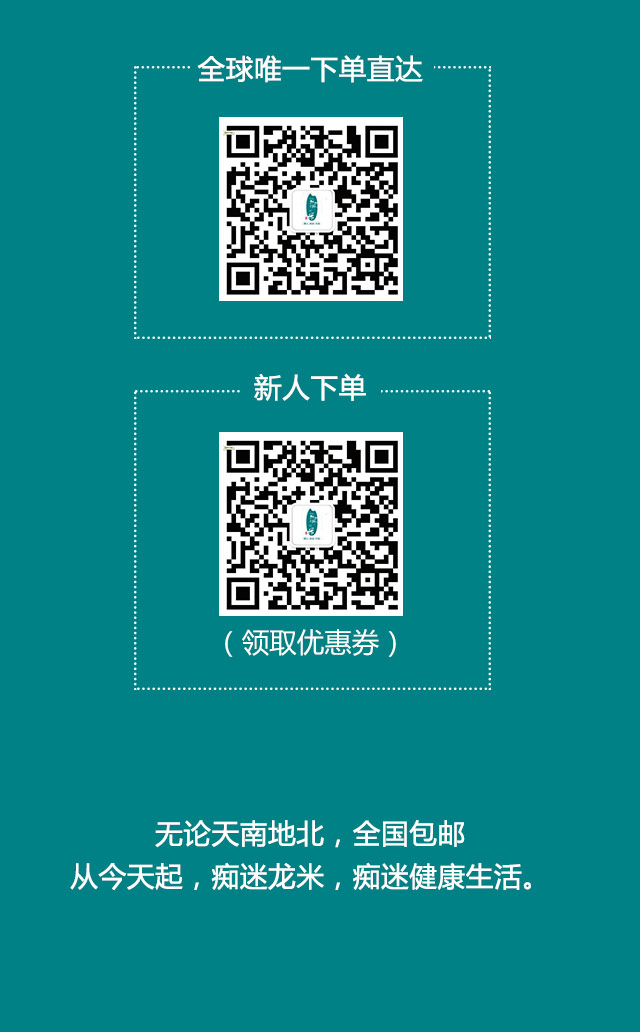 全球唯一下单直达
新人下单
（领取优惠券）
无论天南地北，全国包邮
从今天起，痴迷龙米，痴迷健康生活。